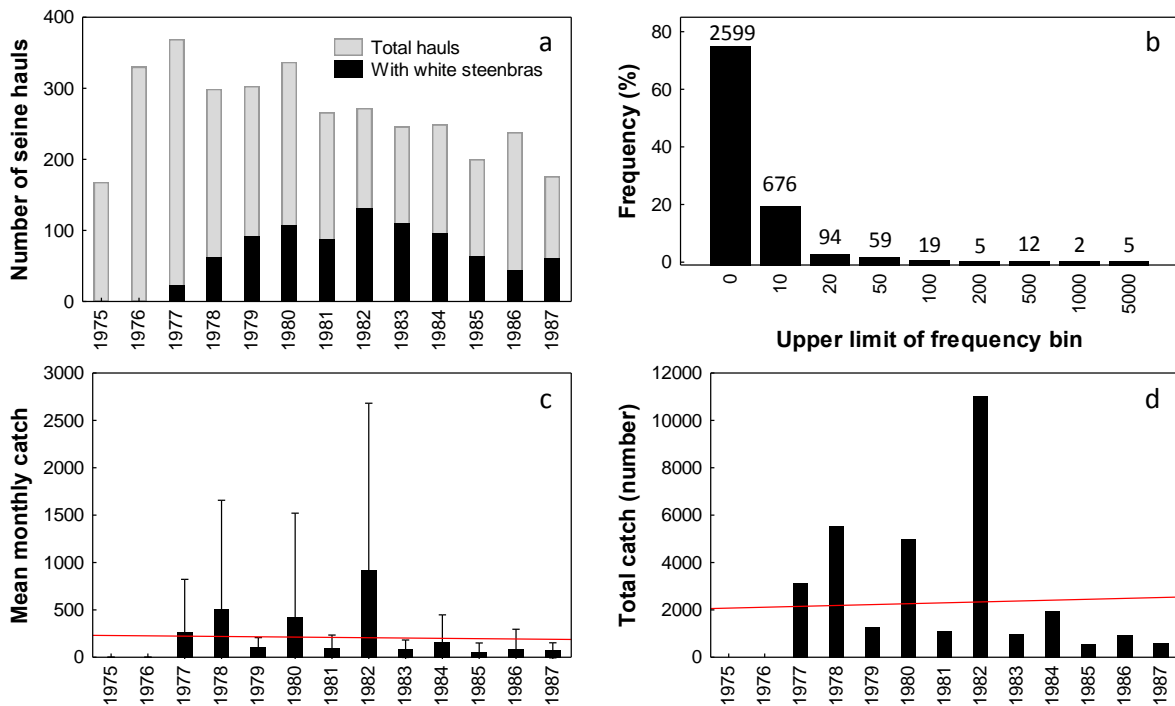 a
Number of seine hauls
400
300
200
100
0
Total hauls
With white steenbras
1975 1976 1977 1978 1979 1980 1981 1982 1983 1984 1985 1986 1987
b
Frequency (%)
80
60
40
20
0
2599 676 94 59 19 5 12 2 5
0 10 20 50 100 200 500 1000 5000
Upper limit of frequency bin
c
Mean monthly catch
3000
2500
2000
1500
1000
500
0
1975 1976 1977 1978 1979 1980 1981 1982 1983 1984 1985 1986 1987
d
Total catch (number)
12000
10000
8000
6000
4000
2000
0
1975 1976 1977 1978 1979 1980 1981 1982 1983 1984 1985 1986 1987